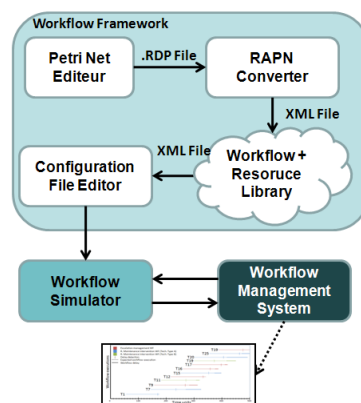 Workflow Framework
Petri Net
Editeur
.RDP File
RAPN
Converter
XML File
XML File
Configuration
File Editor
Workflow +
Resoruce
Library
Workflow
Simulator
Workflow
Management
System